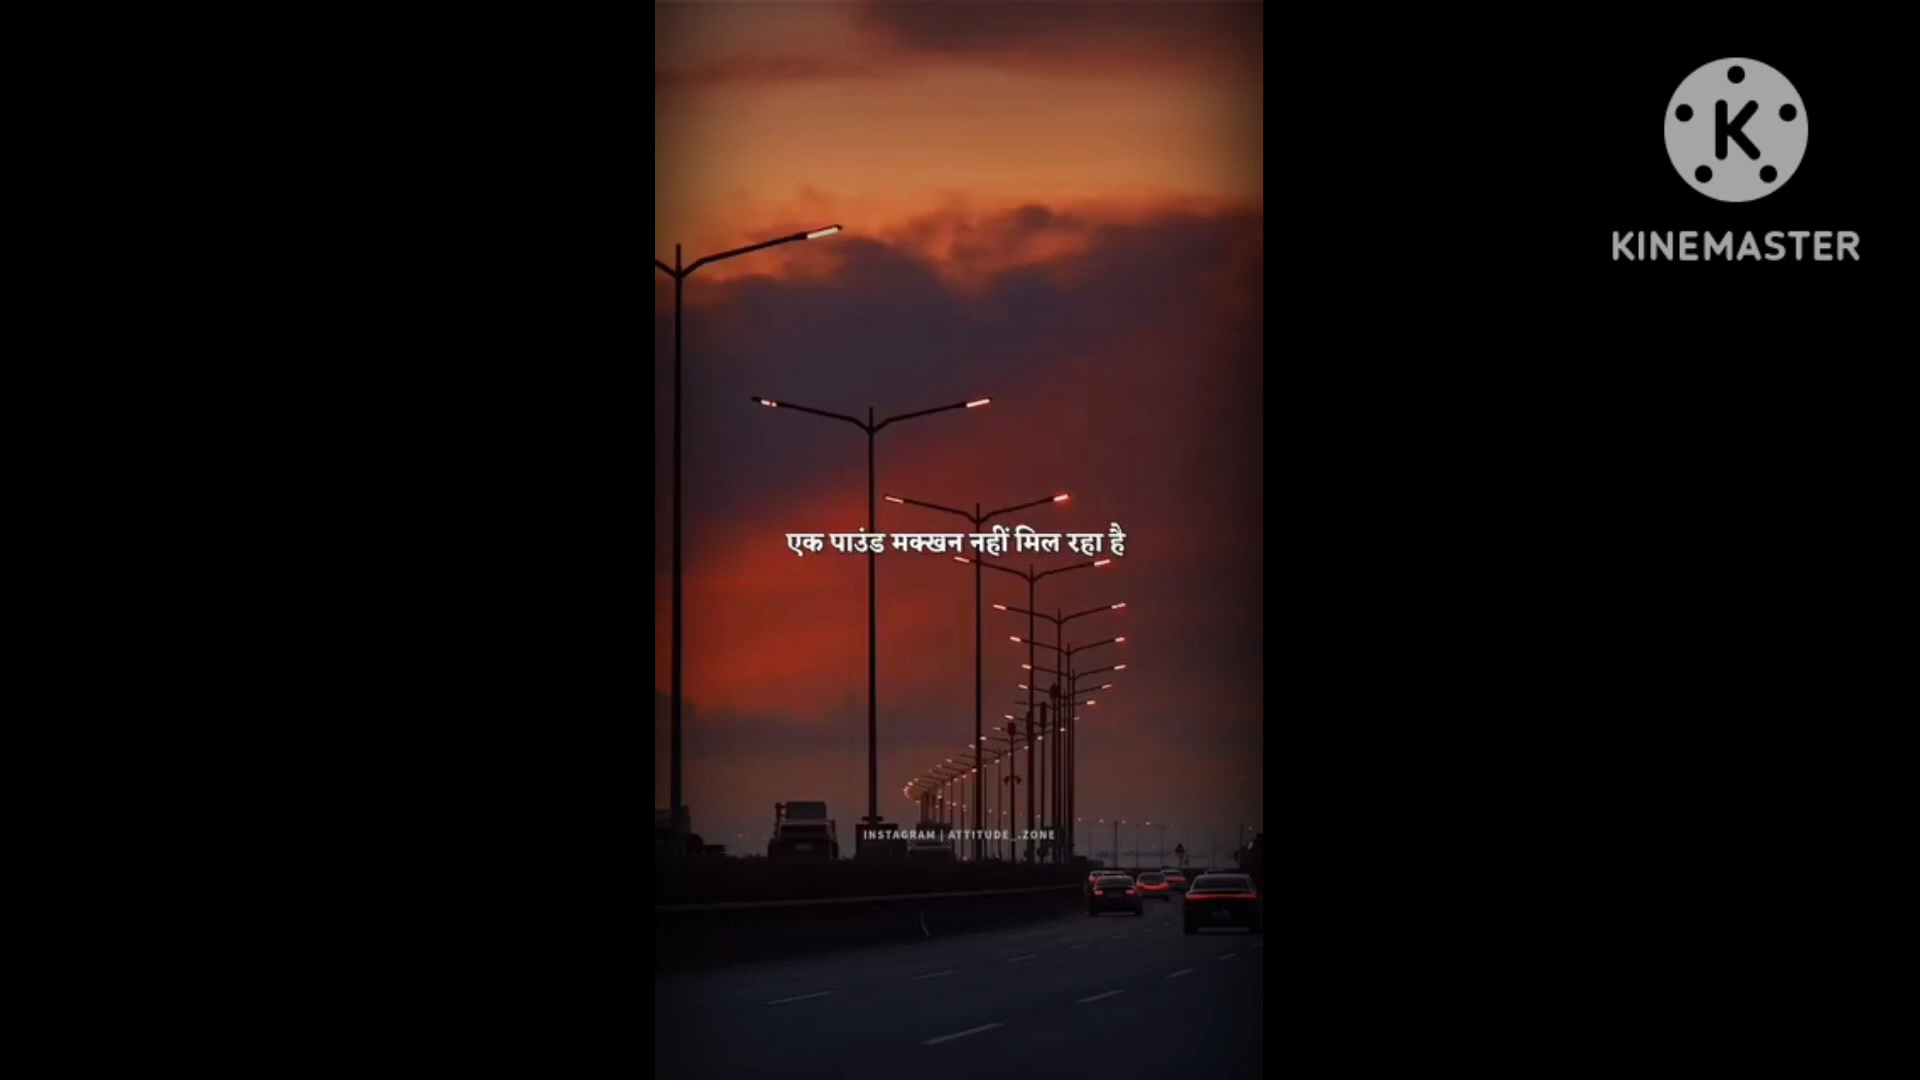 KINEMASTER
एक पाउंड मक्खन नहीं मिल रहा है
INSTAGRAM | ATTITUDE_.ZONE